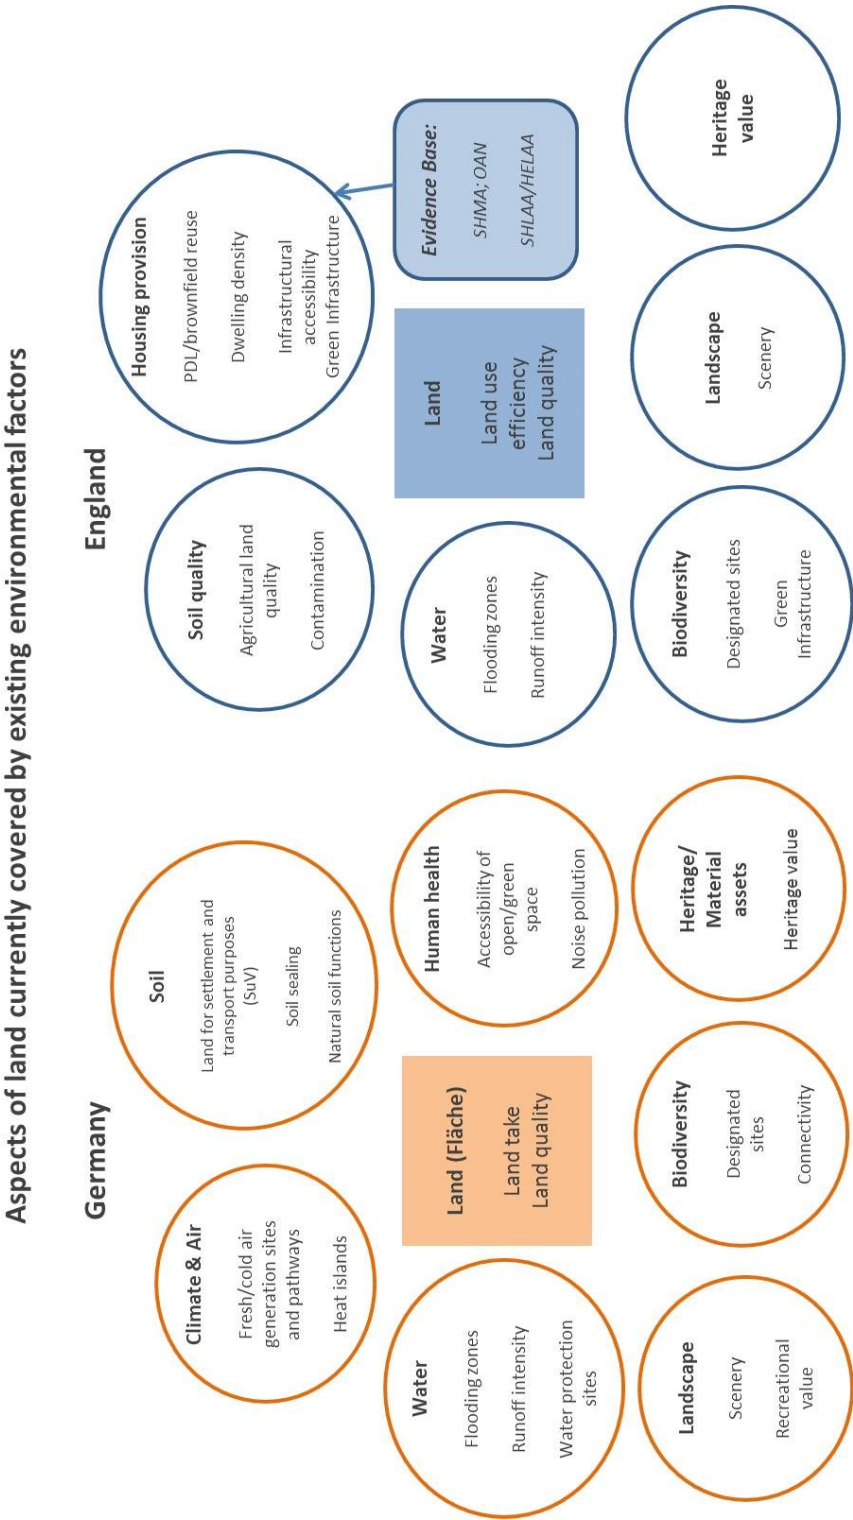 Aspects of land currently covered by existing environmental factors
Germany
Climate & Air
Fresh/cold air
generation sites
and pathways
Heat islands
Soil
Land for settlement and
transport purposes
(SuV)
Soil sealing
Natural soil functions
Water
Flooding zones
Runoff intensity
Water protection
sites
Land (Fläche)
Land take
Land quality
Human health
Accessibility of
open/green
space
Noise pollution
Landscape
Scenery
Recreational
value
Biodiversity
Designated
sites
Connectivity
Heritage/
Material
assets
Heritage value
England
Soil quality
Agricultural land
quality
Contamination
Housing provision
PDL/brownfield reuse
Dwelling density
Infrastructural
accessibility
Green Infrastructure
Water
Flooding zones
Runoff intensity
Land
Land use
efficiency
Land quality
Evidence Base:
SHMA; OAN
SHLAA/HELAA
Biodiversity
Designated sites
Green
Infrastructure
Landscape
Scenery
Heritage
value